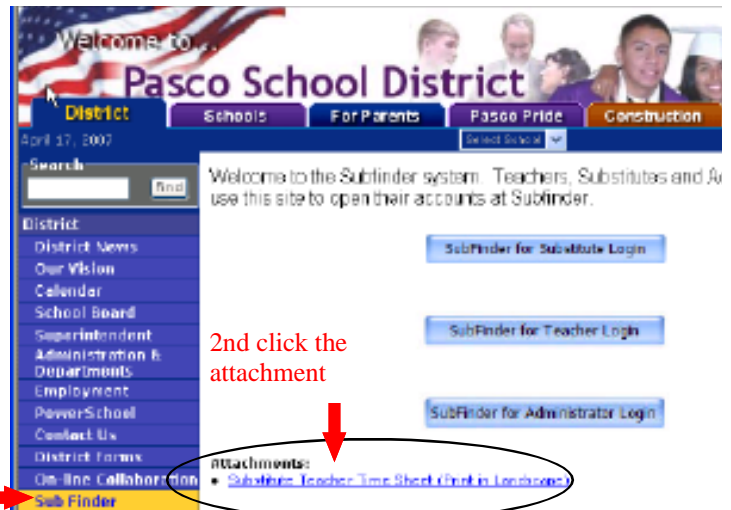 Welcome to...
Pasco School District
District Schools For Parents Pasco Pride Construction
April 17, 2007 Select School
Search
Find
Welcome to the Subfinder system. Teachers, Substitutes and
use this site to open their accounts at Subfinder.
District
District News
Our Vision
Calendar
School Board
Superintendent
Administration &
Departments
Employment
PowerSchool
Contact Us
District Forms
On-line Collaboration
Sub Finder
SubFinder for Substitute Login
SubFinder for Teacher Login
2nd click the
attachment
SubFinder for Administrator Login
Attachments:
• Substitute Teacher Time Sheet (Print in Landscape)